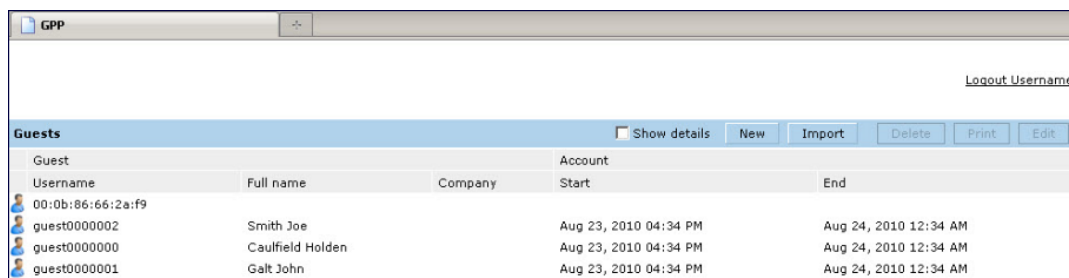 GPP
Logout Username
Guests Show details New Import Delete Print Edit
Guest Account
Username Full name Company Start End
00:0b:86:66:2a:f9
guest0000002 Smith Joe Aug 23, 2010 04:34 PM Aug 24, 2010 12:34 AM
guest0000000 Caulfield Holden Aug 23, 2010 04:34 PM Aug 24, 2010 12:34 AM
guest0000001 Galt John Aug 23, 2010 04:34 PM Aug 24, 2010 12:34 AM